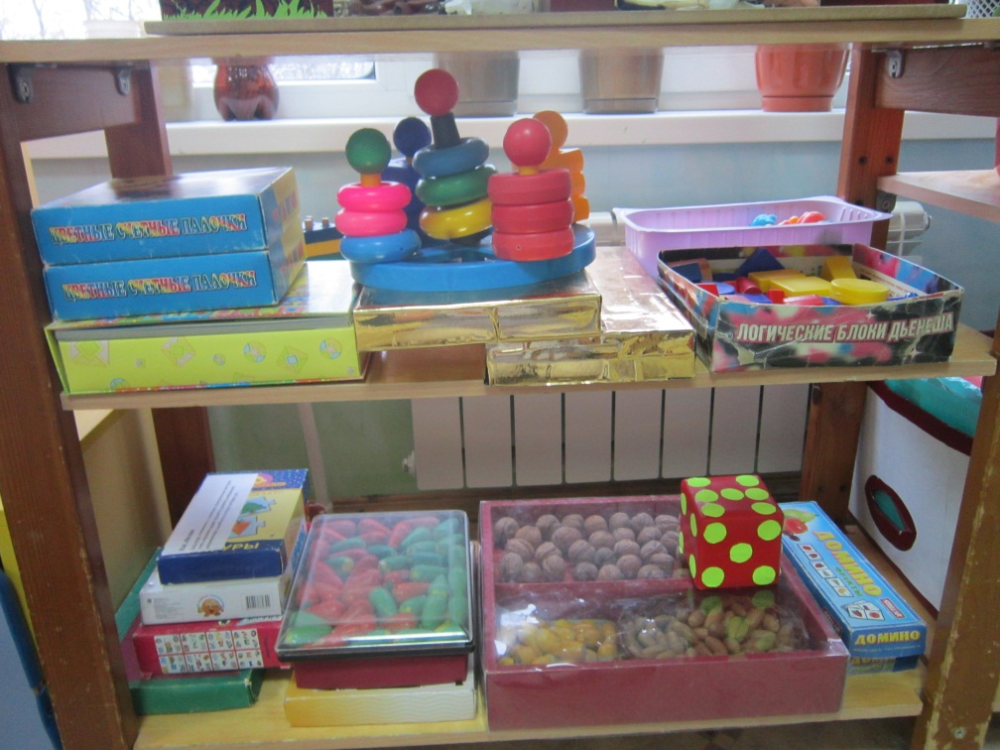 ЦВЕТНЫЕ СЧЕТНЫЕ ПАЛОЧКИ
ЦВЕТНЫЕ СЧЕТНЫЕ ПАЛОЧКИ
ЛОГИЧЕСКИЕ БЛОКИ ДЬЕНЕША
ДОМИНО
ДОМИНО